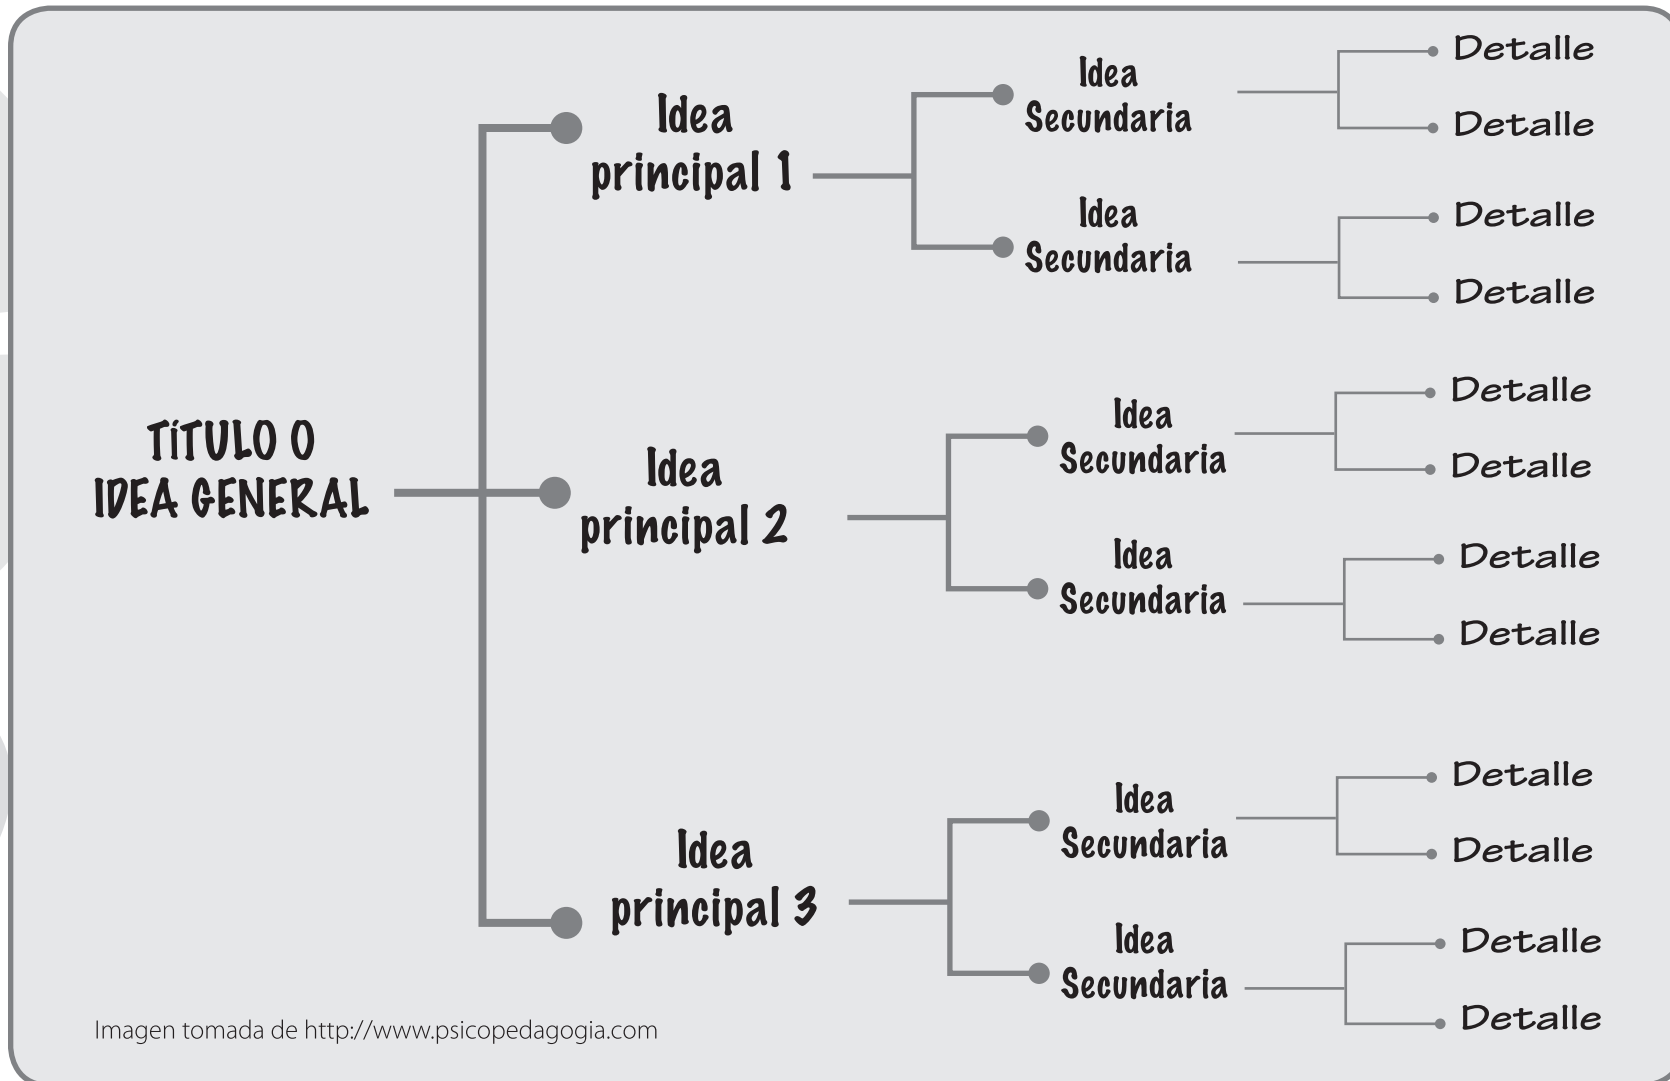 TÍTULO O
IDEA GENERAL
Idea
principal 1
Idea
Secundaria
Detalle
Detalle
Idea
Secundaria
Detalle
Detalle
Idea
principal 2
Idea
Secundaria
Detalle
Detalle
Idea
Secundaria
Detalle
Detalle
Idea
principal 3
Idea
Secundaria
Detalle
Detalle
Idea
Secundaria
Detalle
Detalle
Imagen tomada de http://www.psicopedagogia.com